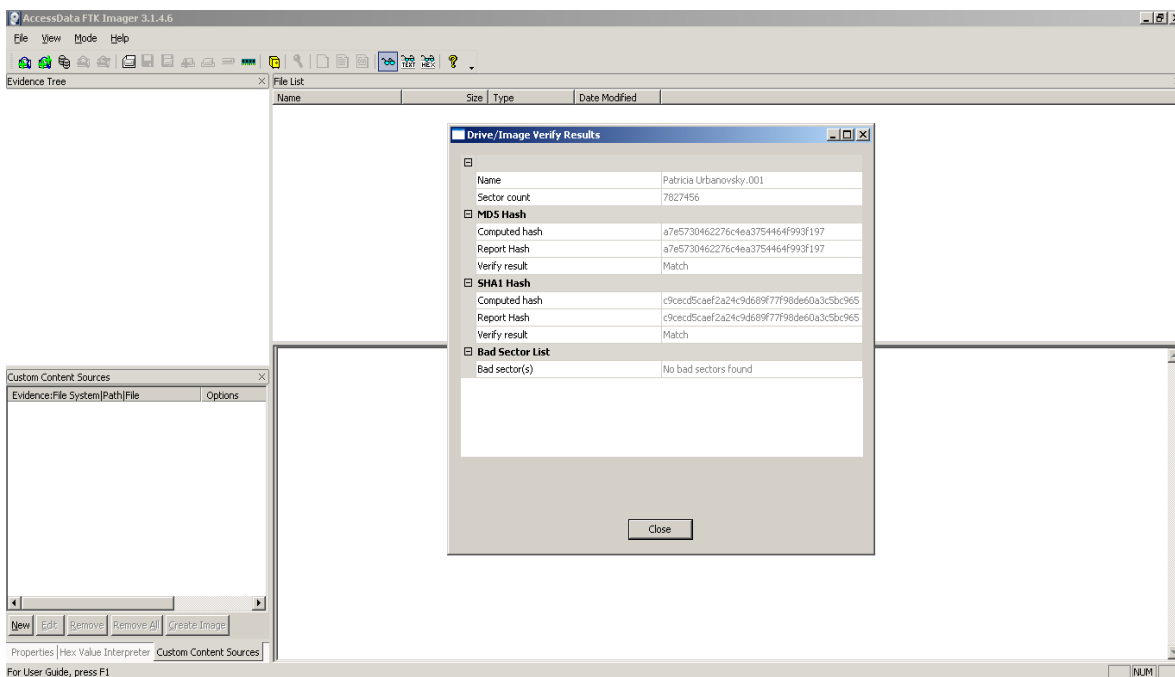 AccessData FTK Imager 3.1.4.6
File View Mode Help
TEXT HEX
Evidence Tree
File List
Name Size Type Date Modified
Drive/Image Verify Results
Name Patricia Urbanovsky.001
Sector count 7827456
MD5 Hash
Computed hash a7e5730462276c4ea3754464f993f197
Report Hash a7e5730462276c4ea3754464f993f197
Verify result Match
SHA1 Hash
Computed hash c9cecd5caef2a24c9d689f77f98de60a3c5bc965
Report Hash c9cecd5caef2a24c9d689f77f98de60a3c5bc965
Verify result Match
Bad Sector List
Bad sector(s) No bad sectors found
Close
Custom Content Sources
Evidence:File System|Path|File Options
New Edit Remove Remove All Create Image
Properties Hex Value Interpreter Custom Content Sources
For User Guide, press F1
NUM